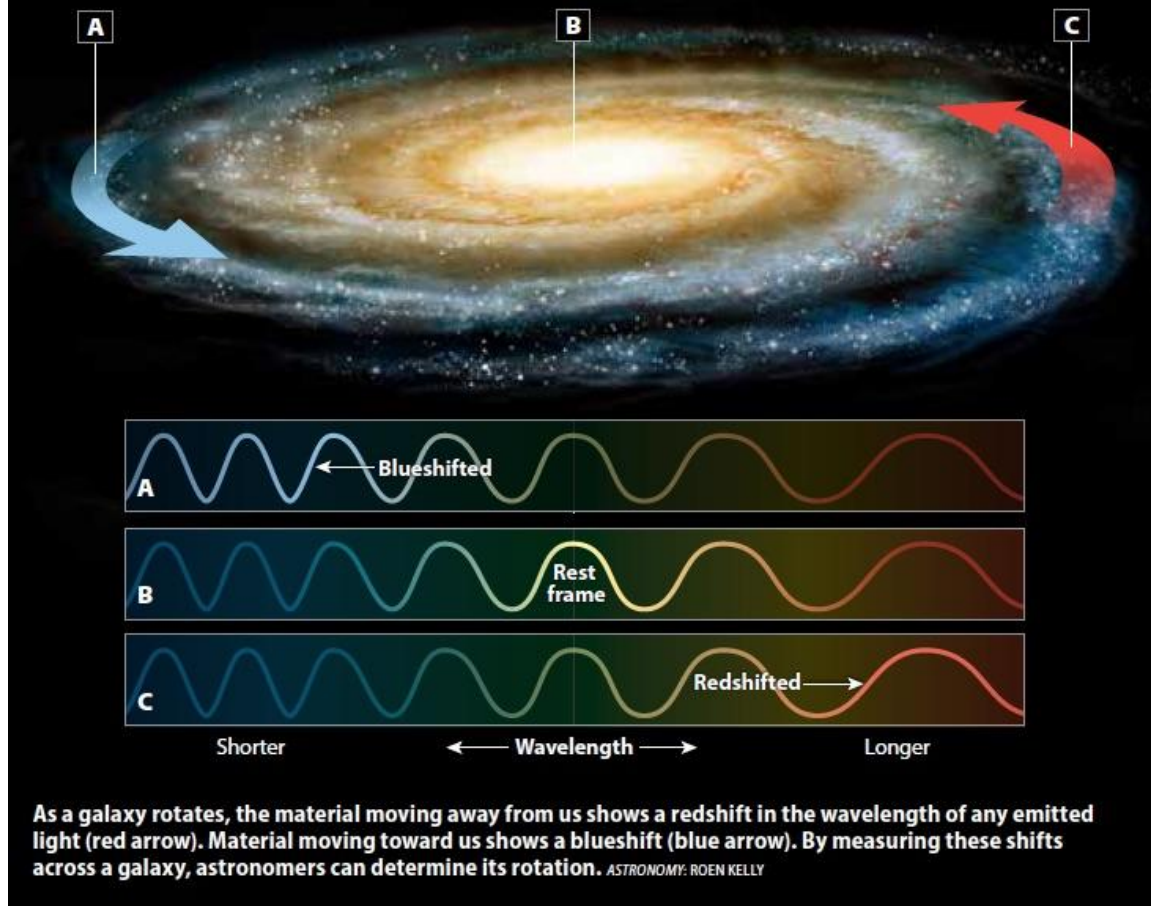 A
B
C
Blueshifted
A
Rest
frame
B
Redshifted
C
Shorter
Wavelength
Longer
As a galaxy rotates, the material moving away from us shows a redshift in the wavelength of any emitted
light (red arrow). Material moving toward us shows a blueshift (blue arrow). By measuring these shifts
across a galaxy, astronomers can determine its rotation. ASTRONOMY: ROEN KELLY